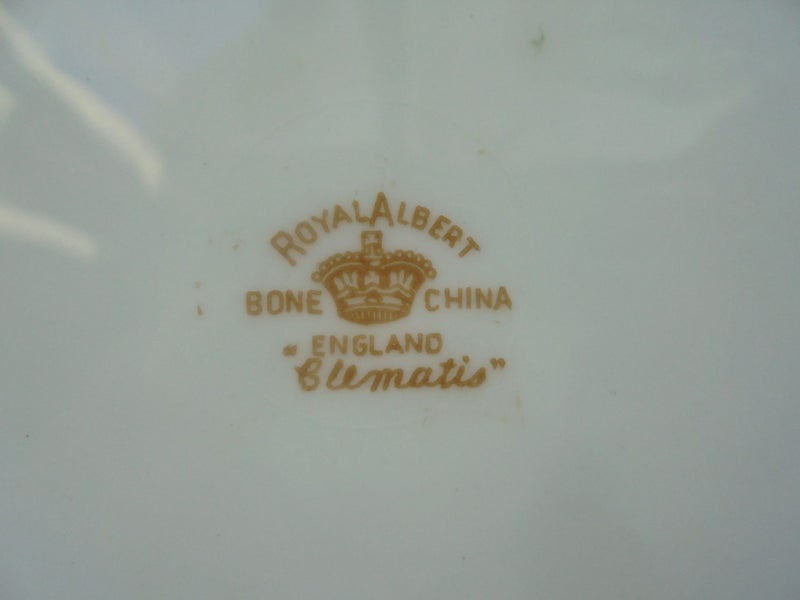 ROYAL ALBERT
BONE CHINA
ENGLAND
"Clematis"